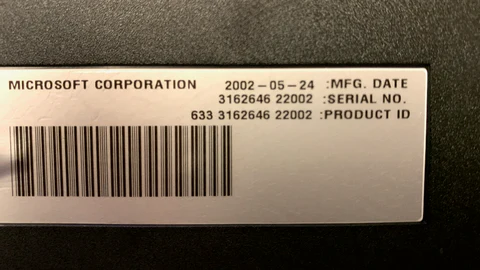 MICROSOFT CORPORATION 2002-05-24 :MFG. DATE
3162646 22002 :SERIAL NO.
633 3162646 22002 :PRODUCT ID